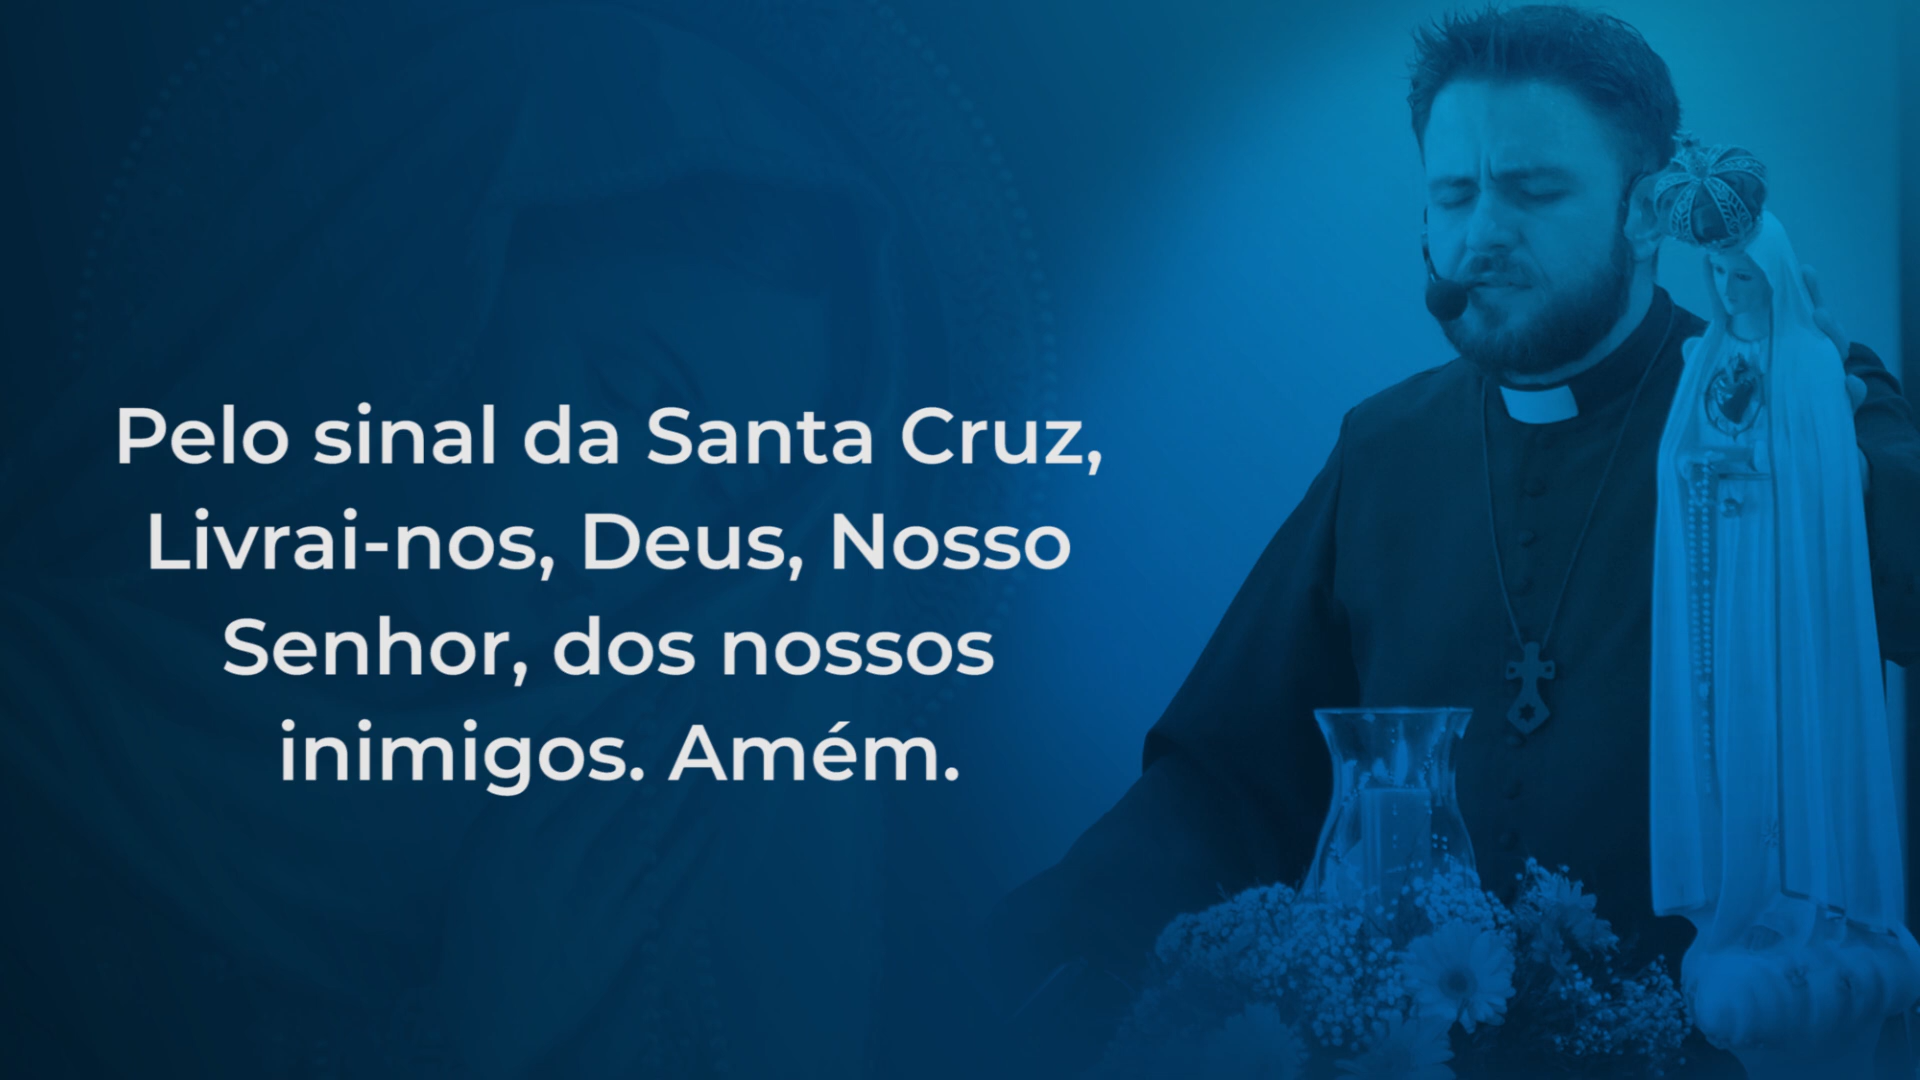 Pelo sinal da Santa Cruz,
Livrai-nos, Deus, Nosso
Senhor, dos nossos
inimigos. Amém.